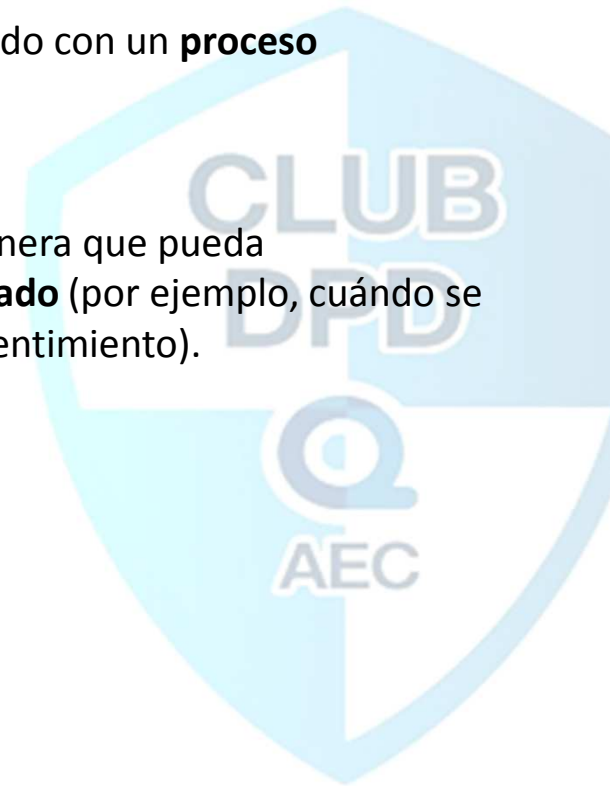 do con un proceso
nera que pueda
ado (por ejemplo, cuándo se
entimiento).
CLUB
DPD
AEC